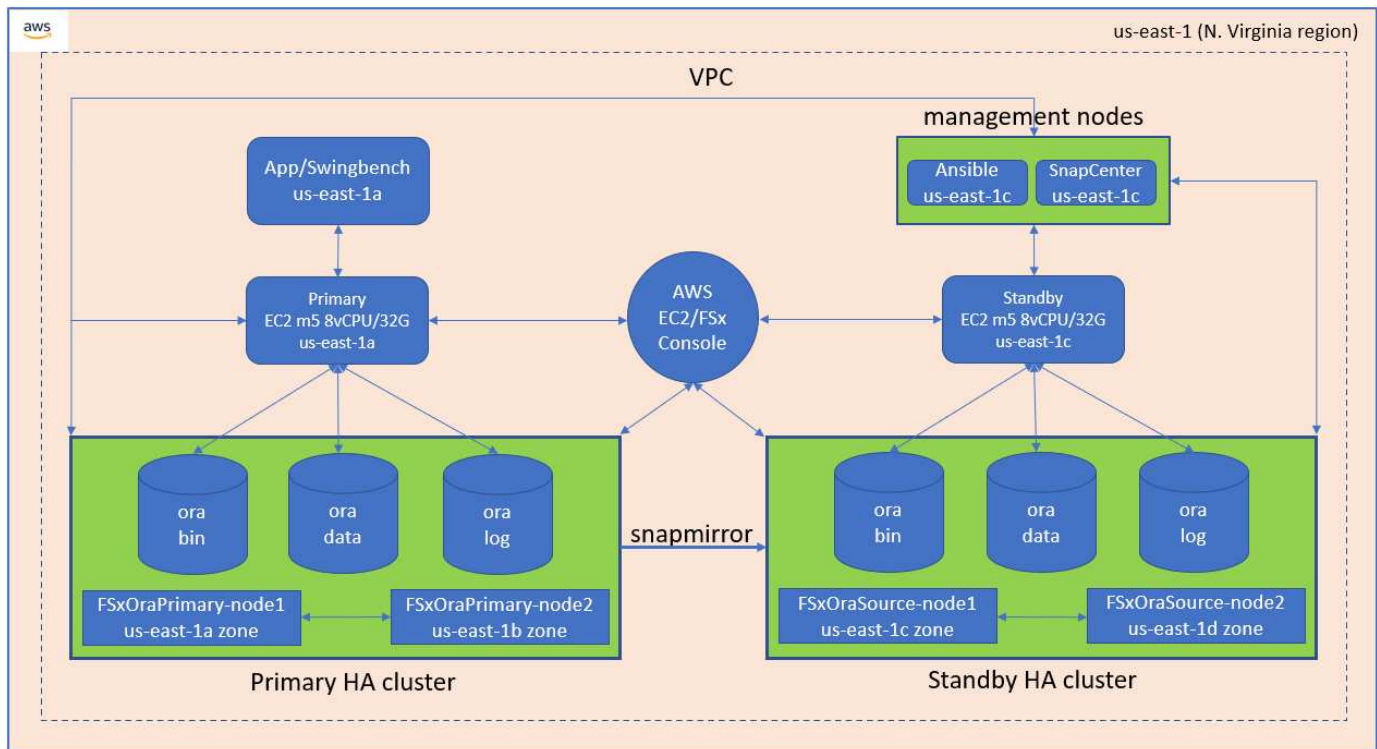 aws
us-east-1 (N. Virginia region)
VPC
management nodes
App/Swingbench
us-east-1a
Ansible
us-east-1c
SnapCenter
us-east-1c
Primary
EC2 m5 8vCPU/32G
us-east-1a
AWS
EC2/FSx
Console
Standby
EC2 m5 8vCPU/32G
us-east-1c
ora
bin
ora
data
ora
log
snapmirror
ora
bin
ora
data
ora
log
FSxOraPrimary-node1
us-east-1a zone
FSxOraPrimary-node2
us-east-1b zone
FSxOraSource-node1
us-east-1c zone
FSxOraSource-node2
us-east-1d zone
Primary HA cluster
Standby HA cluster